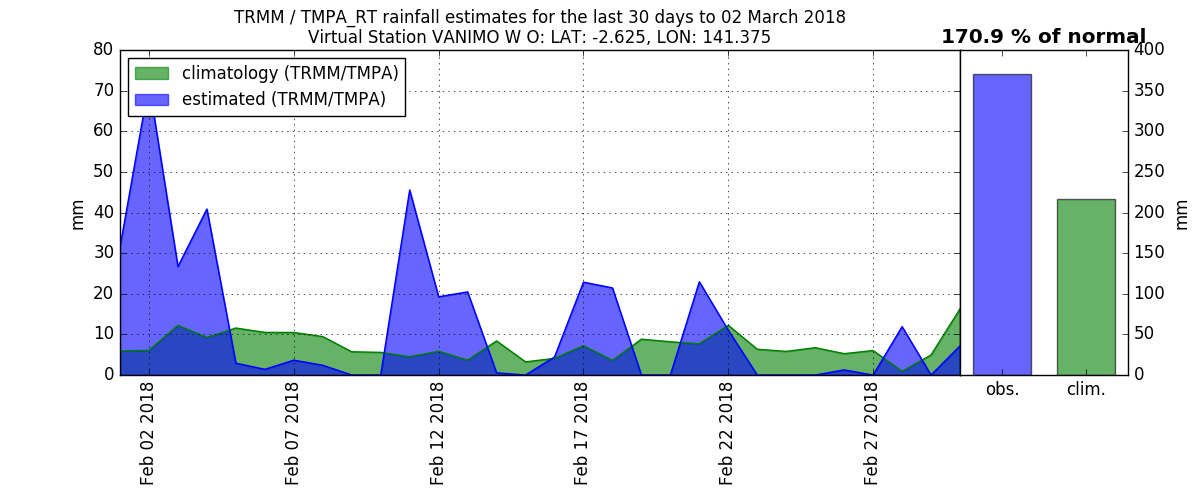 TRMM / TMPA_RT rainfall estimates for the last 30 days to 02 March 2018
Virtual Station VANIMO W O: LAT: -2.625, LON: 141.375
170.9 % of normal
climatology (TRMM/TMPA)
estimated (TRMM/TMPA)
mm
80
70
60
50
40
30
20
10
0
Feb 02 2018
Feb 07 2018
Feb 12 2018
Feb 17 2018
Feb 22 2018
Feb 27 2018
obs.
clim.
400
350
300
250
200
150
100
50
0
mm